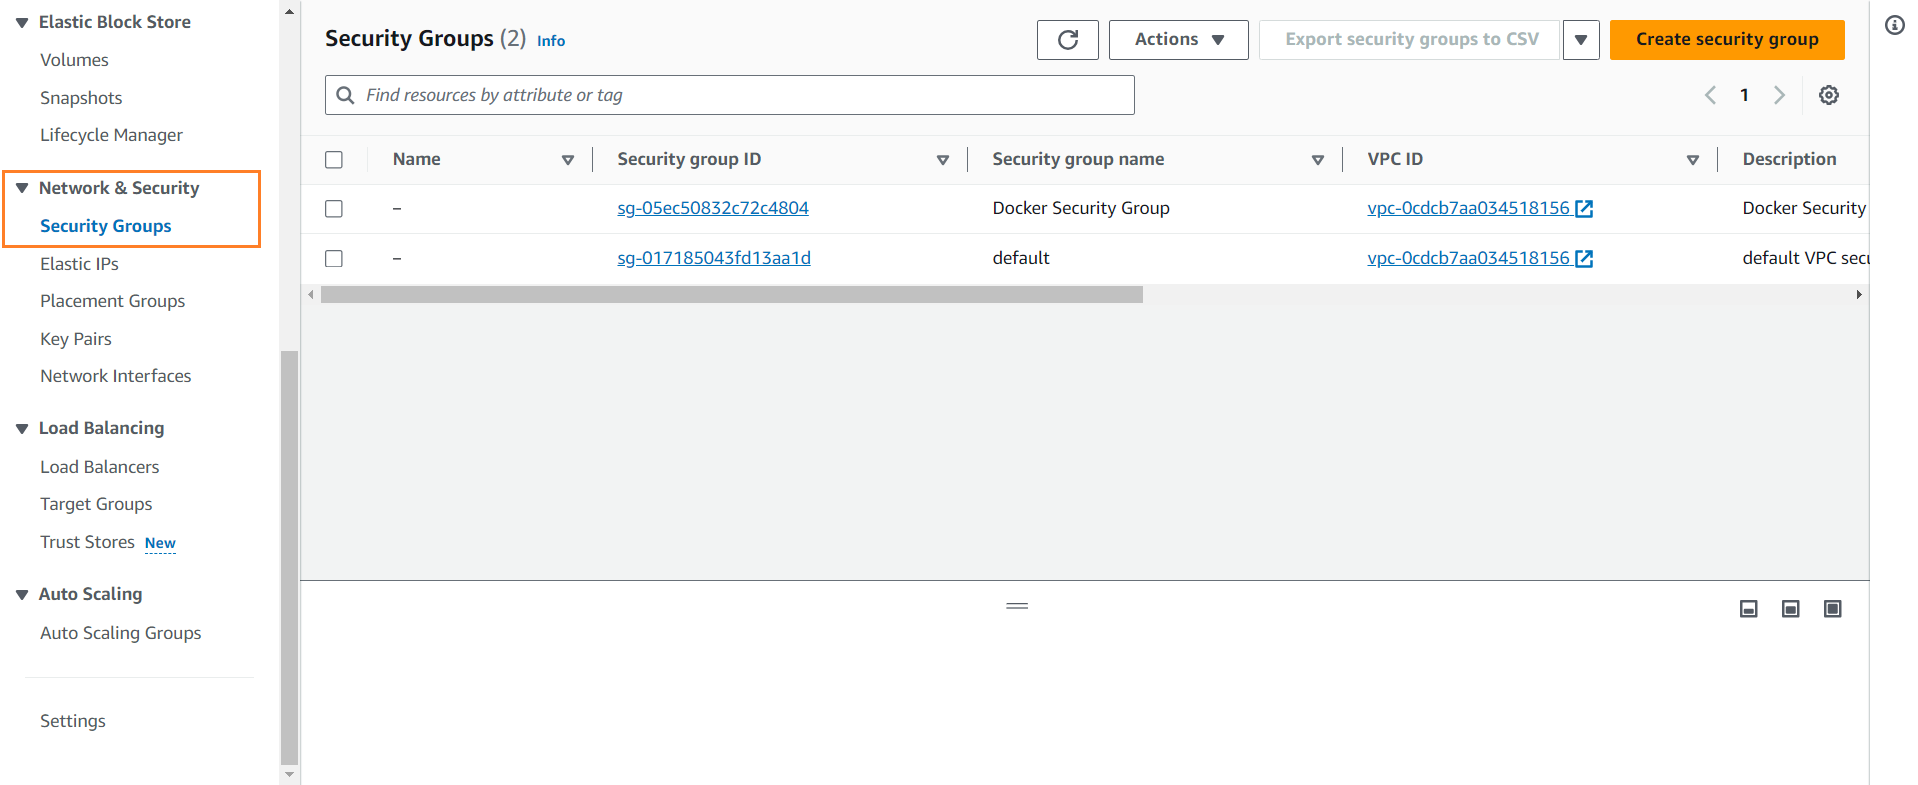 Elastic Block Store
Volumes
Snapshots
Lifecycle Manager
Network & Security
Security Groups
Elastic IPs
Placement Groups
Key Pairs
Network Interfaces
Load Balancing
Load Balancers
Target Groups
Trust Stores New
Auto Scaling
Auto Scaling Groups
Settings
Security Groups (2) Info
Actions
Export security groups to CSV
Create security group
Find resources by attribute or tag
1
Name Security group ID Security group name VPC ID Description
– sg-05ec50832c72c4804 Docker Security Group vpc-0cdcb7aa034518156 Docker Security
– sg-017185043fd13aa1d default vpc-0cdcb7aa034518156 default VPC secu